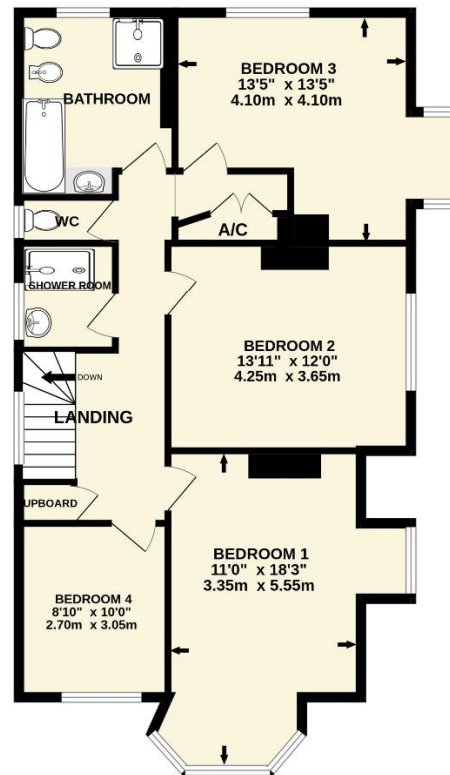 BEDROOM 3
13'5" x 13'5"
4.10m x 4.10m
BATHROOM
WC
A/C
SHOWER ROOM
BEDROOM 2
13'11" x 12'0"
4.25m x 3.65m
DOWN
LANDING
UPBOARD
BEDROOM 1
11'0" x 18'3"
3.35m x 5.55m
BEDROOM 4
8'10" x 10'0"
2.70m x 3.05m